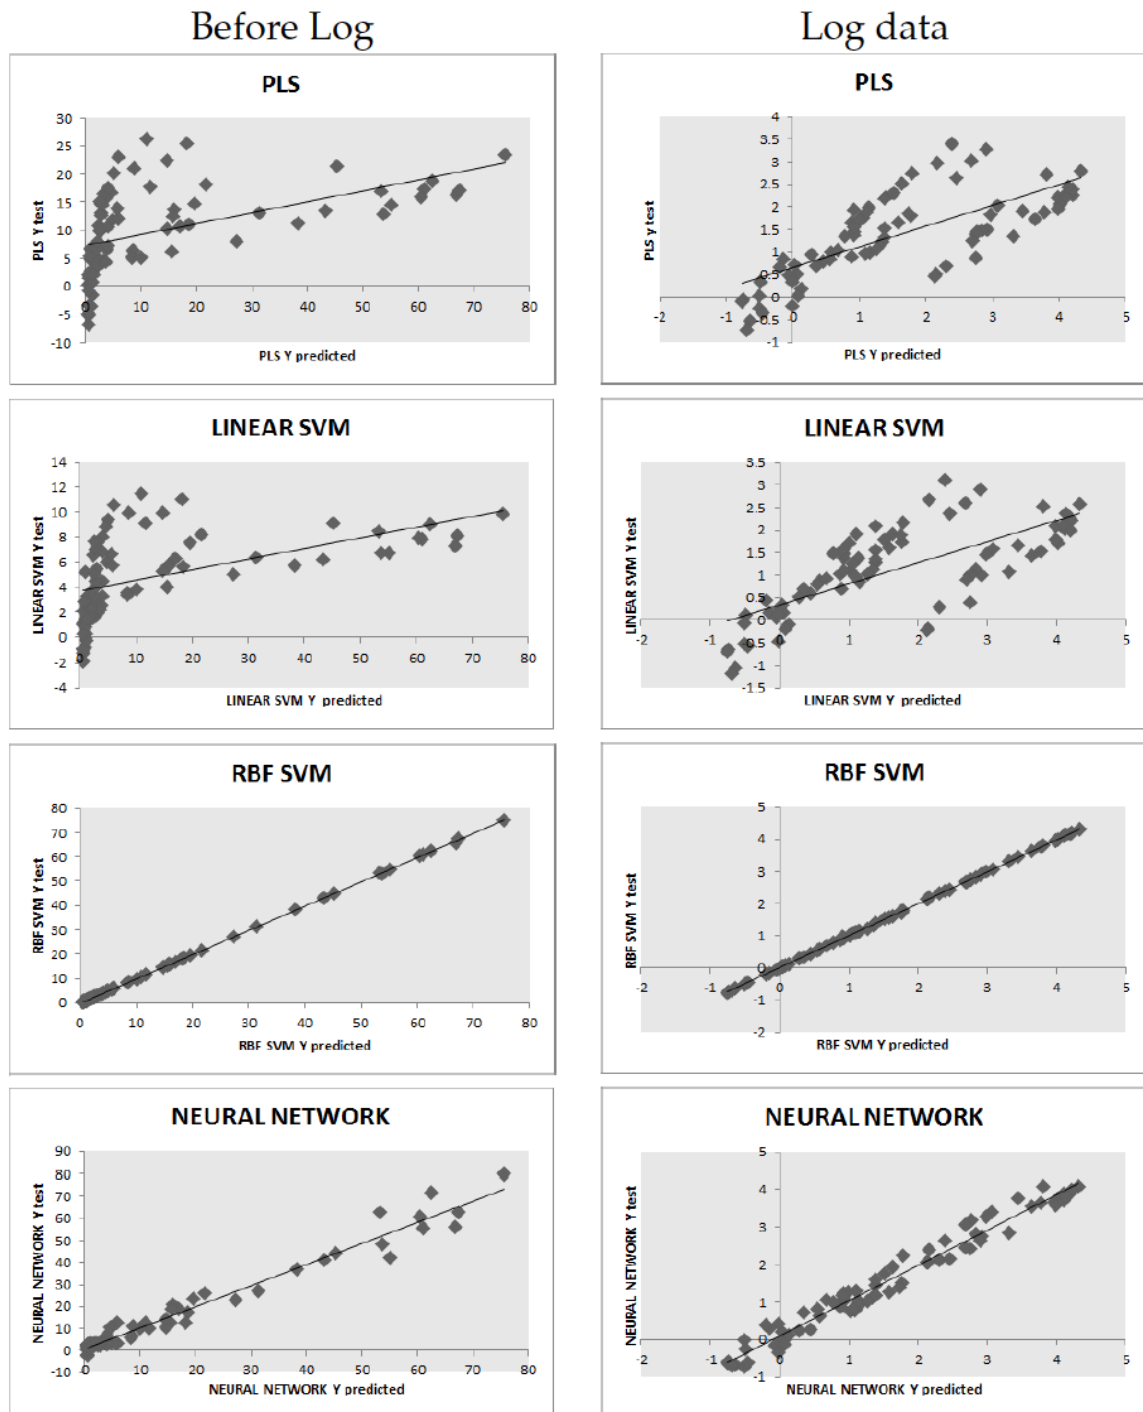 Before Log
Log data
PLS
30
25
20
15
10
5
0
-5
-10
0 10 20 30 40 50 60 70 80
PLS Y test
PLS Y predicted
PLS
4
3.5
3
2.5
2
1.5
1
0.5
0
0.5
-1
-2 -1 0 1 2 3 4 5
PLS y test
PLS Y predicted
LINEAR SVM
14
12
10
8
6
4
2
0
-2
-4
0 10 20 30 40 50 60 70 80
LINEAR SVM Y test
LINEAR SVM Y predicted
LINEAR SVM
3.5
3
2.5
2
1.5
1
0.5
0
-0.5
-1
-1.5
-2 -1 0 1 2 3 4 5
LINEAR SVM Y test
LINEAR SVM Y predicted
RBF SVM
80
70
60
50
40
30
20
10
0
0 10 20 30 40 50 60 70 80
RBF SVM Y test
RBF SVM Y predicted
RBF SVM
5
4
3
2
1
0
-1
-2
-2 -1 0 1 2 3 4 5
RBF SVM Y test
RBF SVM Y predicted
NEURAL NETWORK
90
80
70
60
50
40
30
20
10
0
-10
0 10 20 30 40 50 60 70 80
NEURAL NETWORK Y test
NEURAL NETWORK Y predicted
NEURAL NETWORK
5
4
3
2
1
0
-1
-2 -1 0 1 2 3 4 5
NEURAL NETWORK Y test
NEURAL NETWORK Y predicted